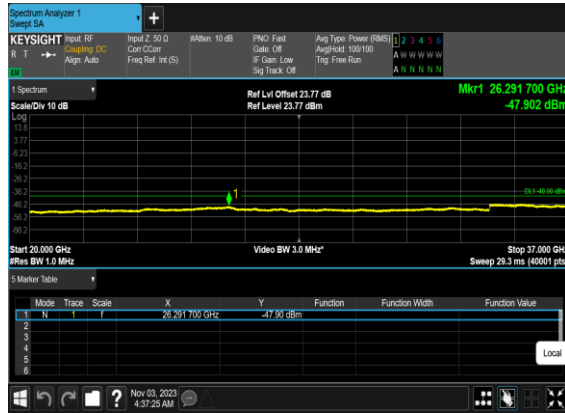 Spectrum Analyzer 1
Swept SA
+
KEYSIGHT Input: RF Input Z: 50 Ω #Atten: 10 dB PNO: Fast Avg Type: Power (RMS) 1 2 3 4 5 6
R T Coupling: DC Corr CCorr Gate: Off Avg|Hold: 100/100 A W W W W W
Align: Auto Freq Ref: Int (S) IF Gain: Low Trig: Free Run
LXI Sig Track: Off A N N N N N
1 Spectrum Ref Lvl Offset 23.77 dB Mkr1 26.291 700 GHz
Scale/Div 10 dB Ref Level 23.77 dBm -47.902 dBm
Log
13.8
3.77
-6.23
-16.2
-26.2
-36.2 1 DL1 -40.00 dBm
-46.2
-56.2
-66.2
Start 20.000 GHz Video BW 3.0 MHz* Stop 37.000 GHz
#Res BW 1.0 MHz Sweep 29.3 ms (40001 pts)
5 Marker Table
Mode Trace Scale X Y Function Function Width Function Value
1 N 1 f 26.291 700 GHz -47.90 dBm
2
3
4
5
6
Local
? Nov 03, 2023
4:37:25 AM